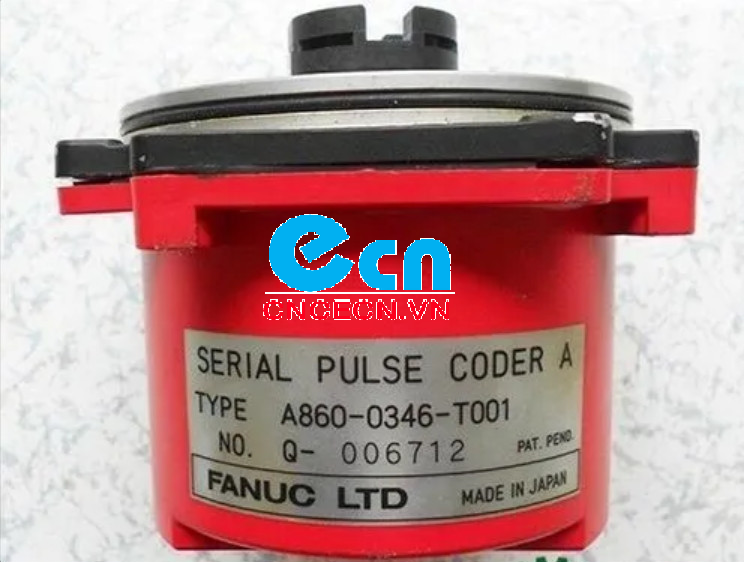 ecn
CNCECN.VN
SERIAL PULSE CODER A
TYPE A860-0346-T001
NO. Q- 006712 PAT. PEND.
FANUC LTD MADE IN JAPAN